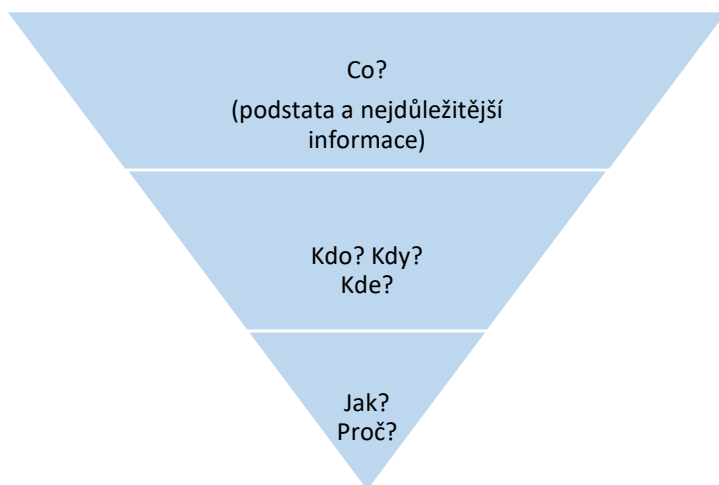 Co?
(podstata a nejdůležitější
informace)
Kdo? Kdy?
Kde?
Jak?
Proč?